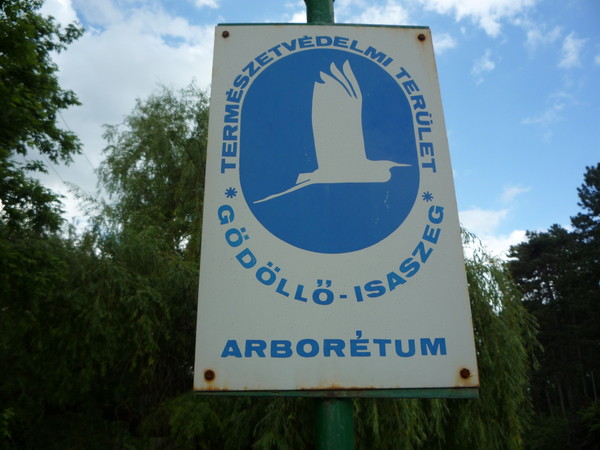 TERMÉSZETVÉDELMI TERÜLET
* GÖDÖLLŐ - ISASZEG *
ARBORÉTUM